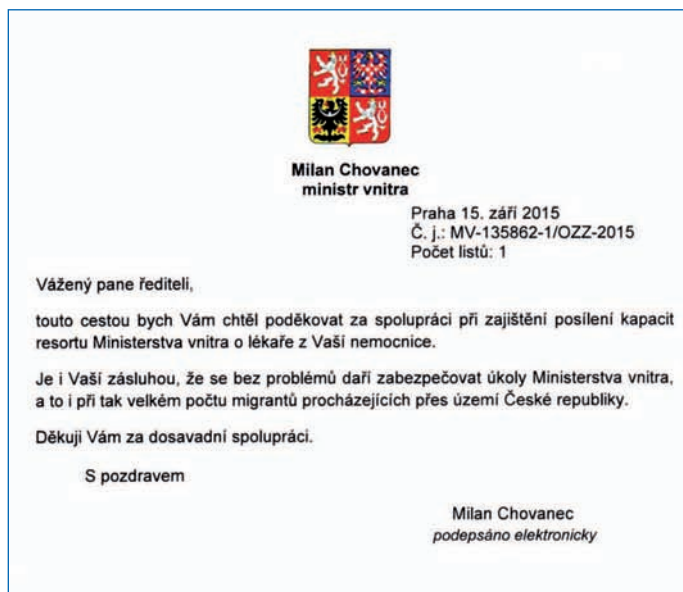 Milan Chovanec
ministr vnitra
Praha 15. září 2015
Č. j.: MV-135862-1/OZZ-2015
Počet listů: 1
Vážený pane řediteli,
touto cestou bych Vám chtěl poděkovat za spolupráci při zajištění posílení kapacit
resortu Ministerstva vnitra o lékaře z Vaší nemocnice.
Je i Vaší zásluhou, že se bez problémů daří zabezpečovat úkoly Ministerstva vnitra,
a to i při tak velkém počtu migrantů procházejících přes území České republiky.
Děkuji Vám za dosavadní spolupráci.
S pozdravem
Milan Chovanec
podepsáno elektronicky